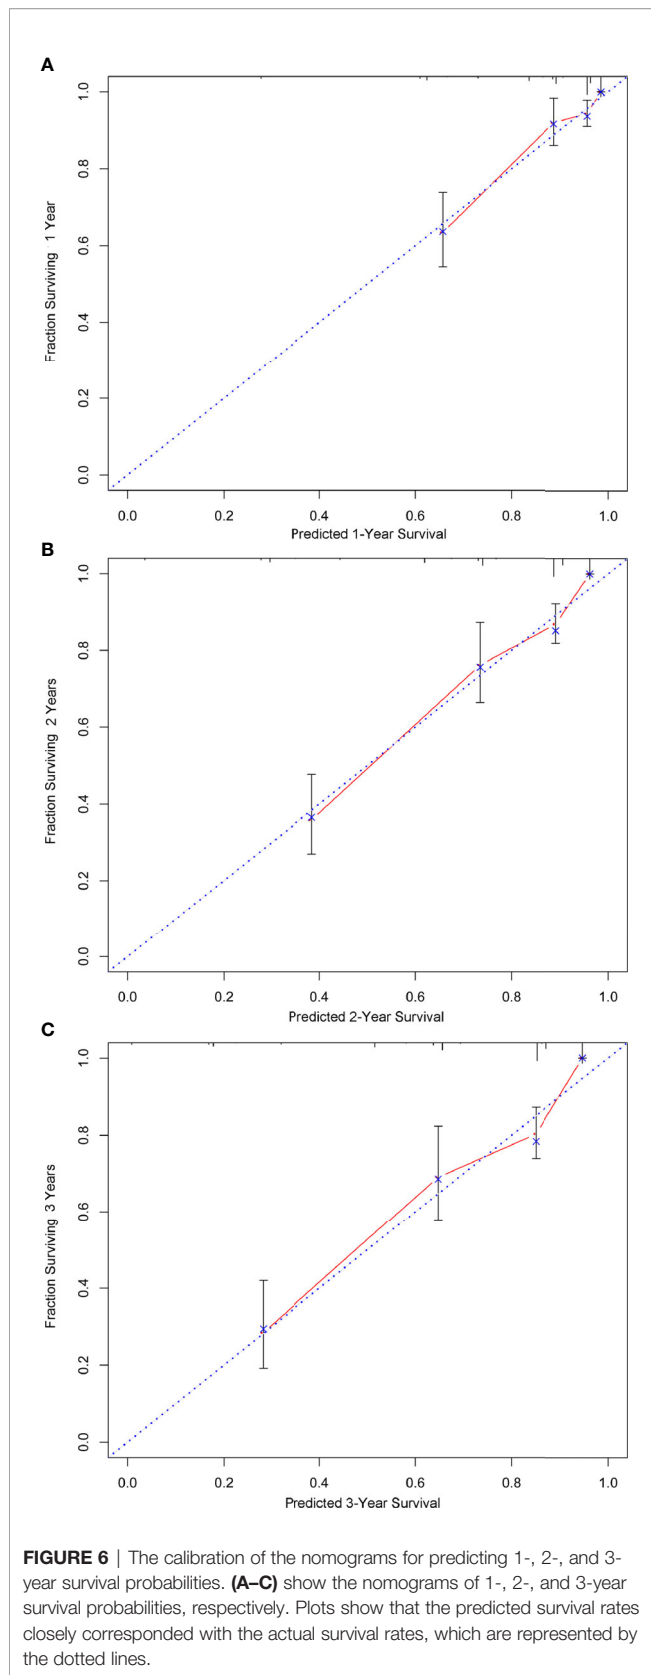 A
1.0
0.8
0.6
0.4
0.2
0.0
Fraction Surviving 1 Year
0.0 0.2 0.4 0.6 0.8 1.0
Predicted 1-Year Survival
B
1.0
0.8
0.6
0.4
0.2
0.0
Fraction Surviving 2 Years
0.0 0.2 0.4 0.6 0.8 1.0
Predicted 2-Year Survival
C
1.0
0.8
0.6
0.4
0.2
0.0
Fraction Surviving 3 Years
0.0 0.2 0.4 0.6 0.8 1.0
Predicted 3-Year Survival
FIGURE 6 | The calibration of the nomograms for predicting 1-, 2-, and 3-
year survival probabilities. (A–C) show the nomograms of 1-, 2-, and 3-year
survival probabilities, respectively. Plots show that the predicted survival rates
closely corresponded with the actual survival rates, which are represented by
the dotted lines.